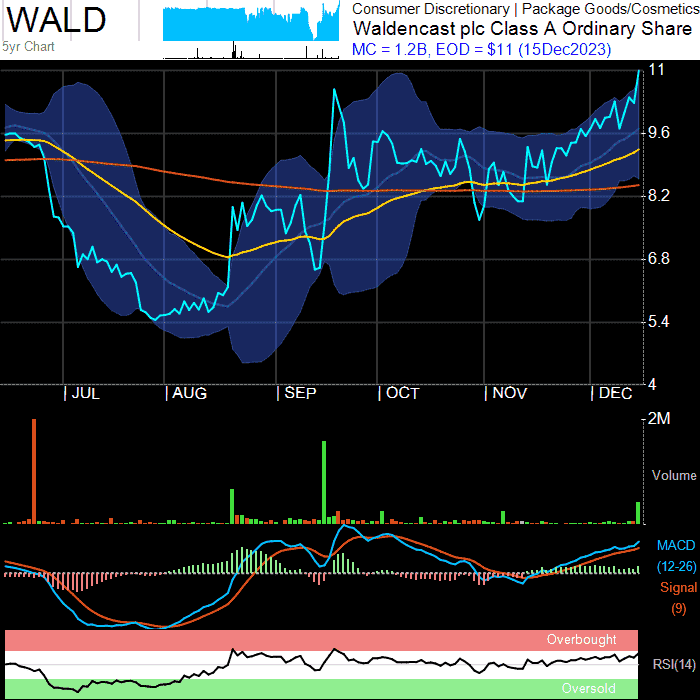 WALD
5yr Chart
Consumer Discretionary | Package Goods/Cosmetics
Waldencast plc Class A Ordinary Share
MC = 1.2B, EOD = $11 (15Dec2023)
11
9.6
8.2
6.8
5.4
4
| JUL | AUG | SEP | OCT | NOV | DEC
2M
Volume
MACD
(12-26)
Signal
(9)
Overbought
RSI(14)
Oversold